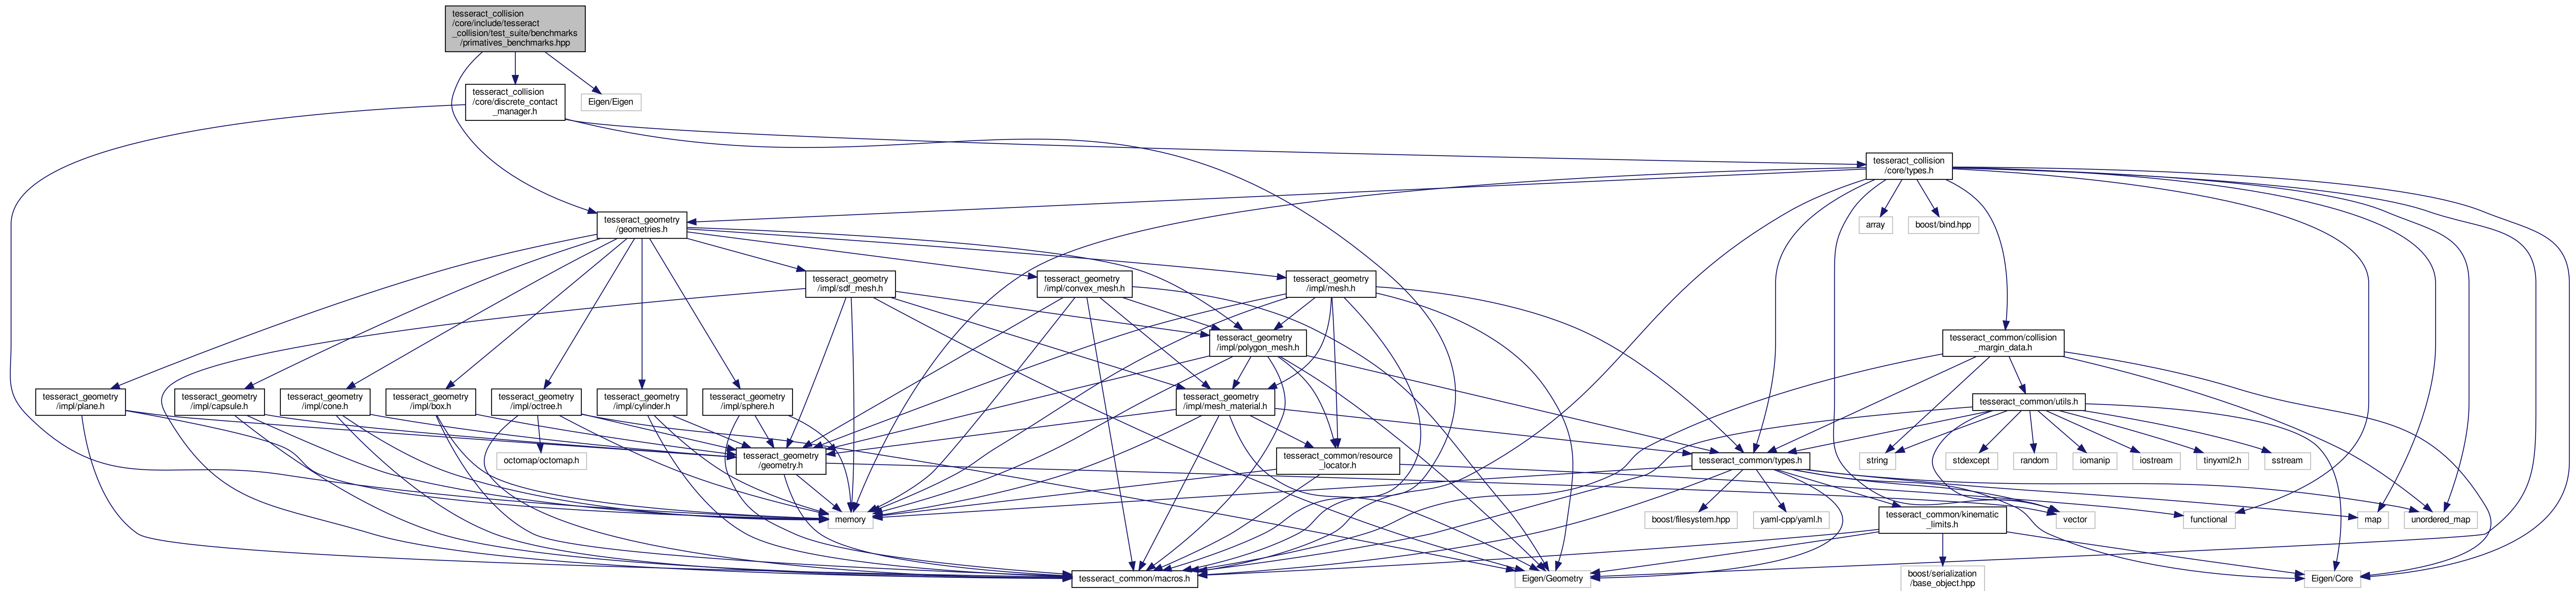 tesseract_collision
/core/include/tesseract
_collision/test_suite/benchmarks
/primatives_benchmarks.hpp
tesseract_collision
/core/discrete_contact
_manager.h
Eigen/Eigen
tesseract_collision
/core/types.h
tesseract_geometry
/geometries.h
array
boost/bind.hpp
tesseract_geometry
/impl/sdf_mesh.h
tesseract_geometry
/impl/convex_mesh.h
tesseract_geometry
/impl/mesh.h
tesseract_geometry
/impl/polygon_mesh.h
tesseract_common/collision
_margin_data.h
tesseract_geometry
/impl/plane.h
tesseract_geometry
/impl/capsule.h
tesseract_geometry
/impl/cone.h
tesseract_geometry
/impl/box.h
tesseract_geometry
/impl/octree.h
tesseract_geometry
/impl/cylinder.h
tesseract_geometry
/impl/sphere.h
tesseract_geometry
/impl/mesh_material.h
tesseract_common/utils.h
octomap/octomap.h
tesseract_geometry
/geometry.h
tesseract_common/resource
_locator.h
tesseract_common/types.h
string
stdexcept
random
iomanip
iostream
tinyxml2.h
sstream
memory
boost/filesystem.hpp
yaml-cpp/yaml.h
tesseract_common/kinematic
_limits.h
vector
functional
map
unordered_map
tesseract_common/macros.h
Eigen/Geometry
boost/serialization
/base_object.hpp
Eigen/Core